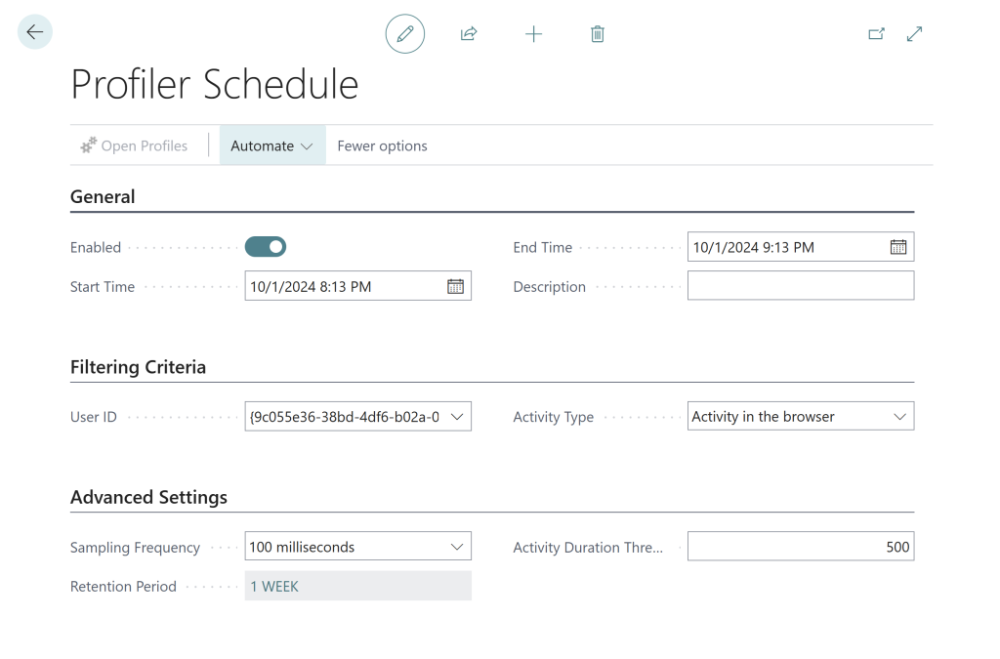 Profiler Schedule
Open Profiles Automate Fewer options
General
Enabled
End Time 10/1/2024 9:13 PM
Start Time 10/1/2024 8:13 PM
Description
Filtering Criteria
User ID {9c055e36-38bd-4df6-b02a-0
Activity Type Activity in the browser
Advanced Settings
Sampling Frequency 100 milliseconds
Activity Duration Thre... 500
Retention Period 1 WEEK